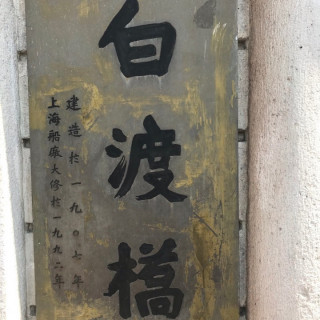 白渡橋
建造於一九〇七年
上海船廠大修於一九九二年